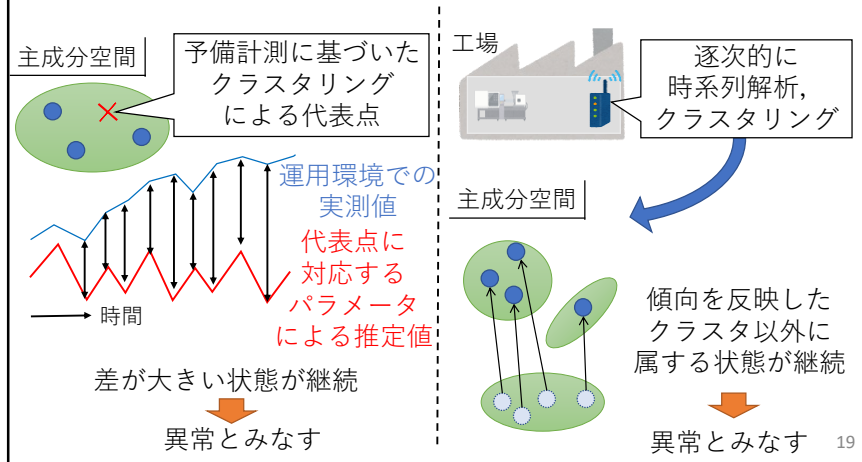 主成分空間
予備計測に基づいた
クラスタリング
による代表点
運用環境での
実測値
代表点に
対応する
パラメータ
による推定値
時間
差が大きい状態が継続
異常とみなす
工場
逐次的に
時系列解析,
クラスタリング
主成分空間
傾向を反映した
クラスタ以外に
属する状態が継続
異常とみなす
19